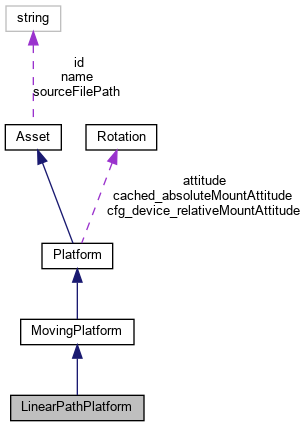 string
id
name
sourceFilePath
Asset
Rotation
attitude
cached_absoluteMountAttitude
cfg_device_relativeMountAttitude
Platform
MovingPlatform
LinearPathPlatform